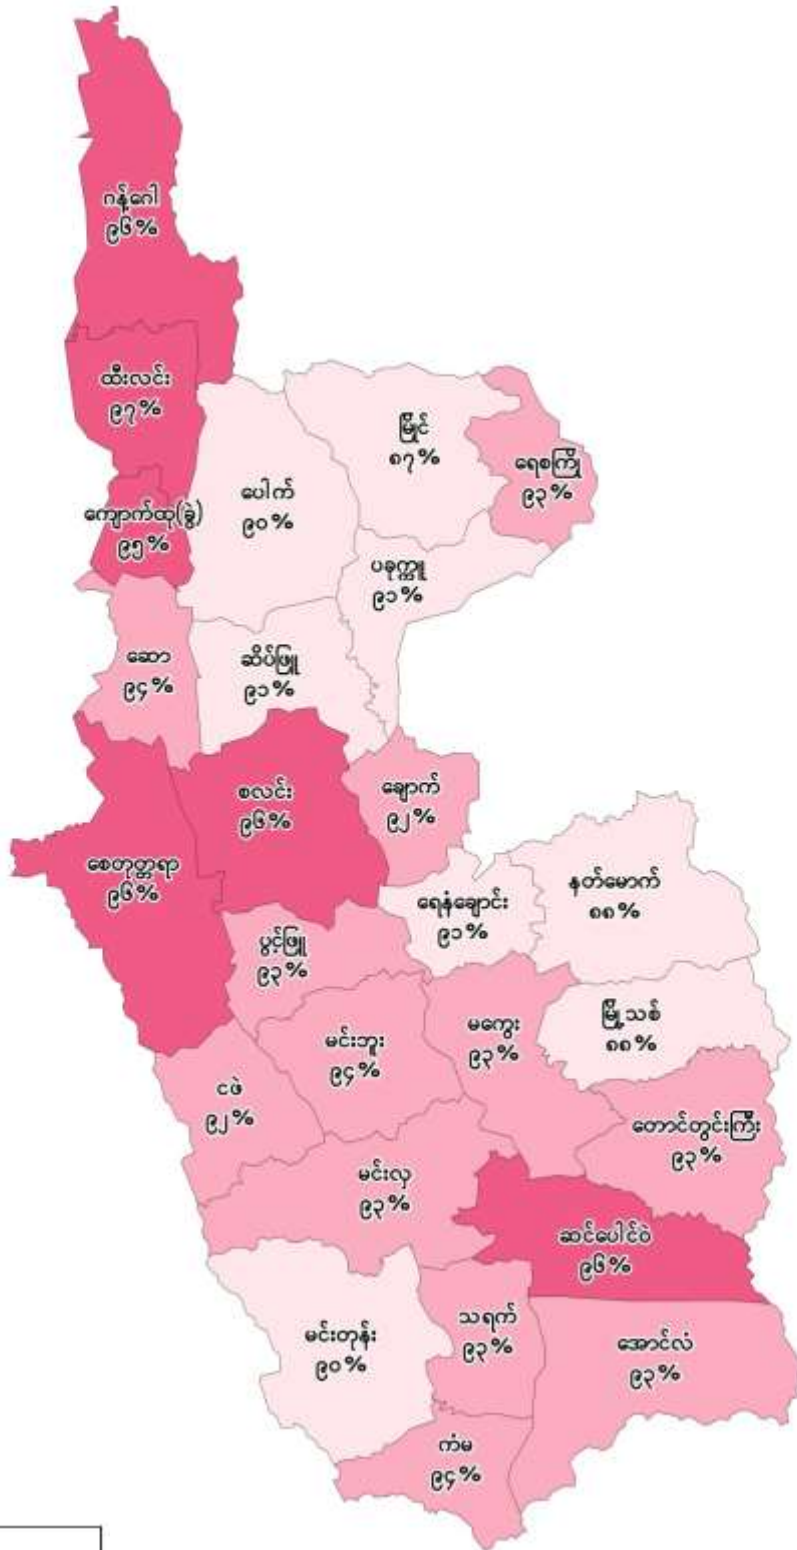 ဂန့်ဂေါ
၉၆%
ထီးလင်း
၉၇%
မြိုင်
၈၇%
ရေစကြို
၉၃%
ပေါက်
၉၀%
ကျောက်ထု(ခွဲ)
၉၅%
ပခုက္ကူ
၉၁%
ဆော
၉၄%
ဆိပ်ဖြူ
၉၁%
စလင်း
၉၆%
ချောက်
၉၂%
စေတုတ္တရာ
၉၆%
ရေနံချောင်း
၉၁%
နတ်မောက်
၈၈%
ပွင့်ဖြူ
၉၃%
မင်းဘူး
၉၄%
မကွေး
၉၃%
မြို့သစ်
၈၈%
ငဖဲ
၉၂%
တောင်တွင်းကြီး
၉၃%
မင်းလှ
၉၃%
ဆင်ပေါင်ဝဲ
၉၆%
မင်းတုန်း
၉၀%
သရက်
၉၃%
အောင်လံ
၉၃%
ကံမ
၉၄%